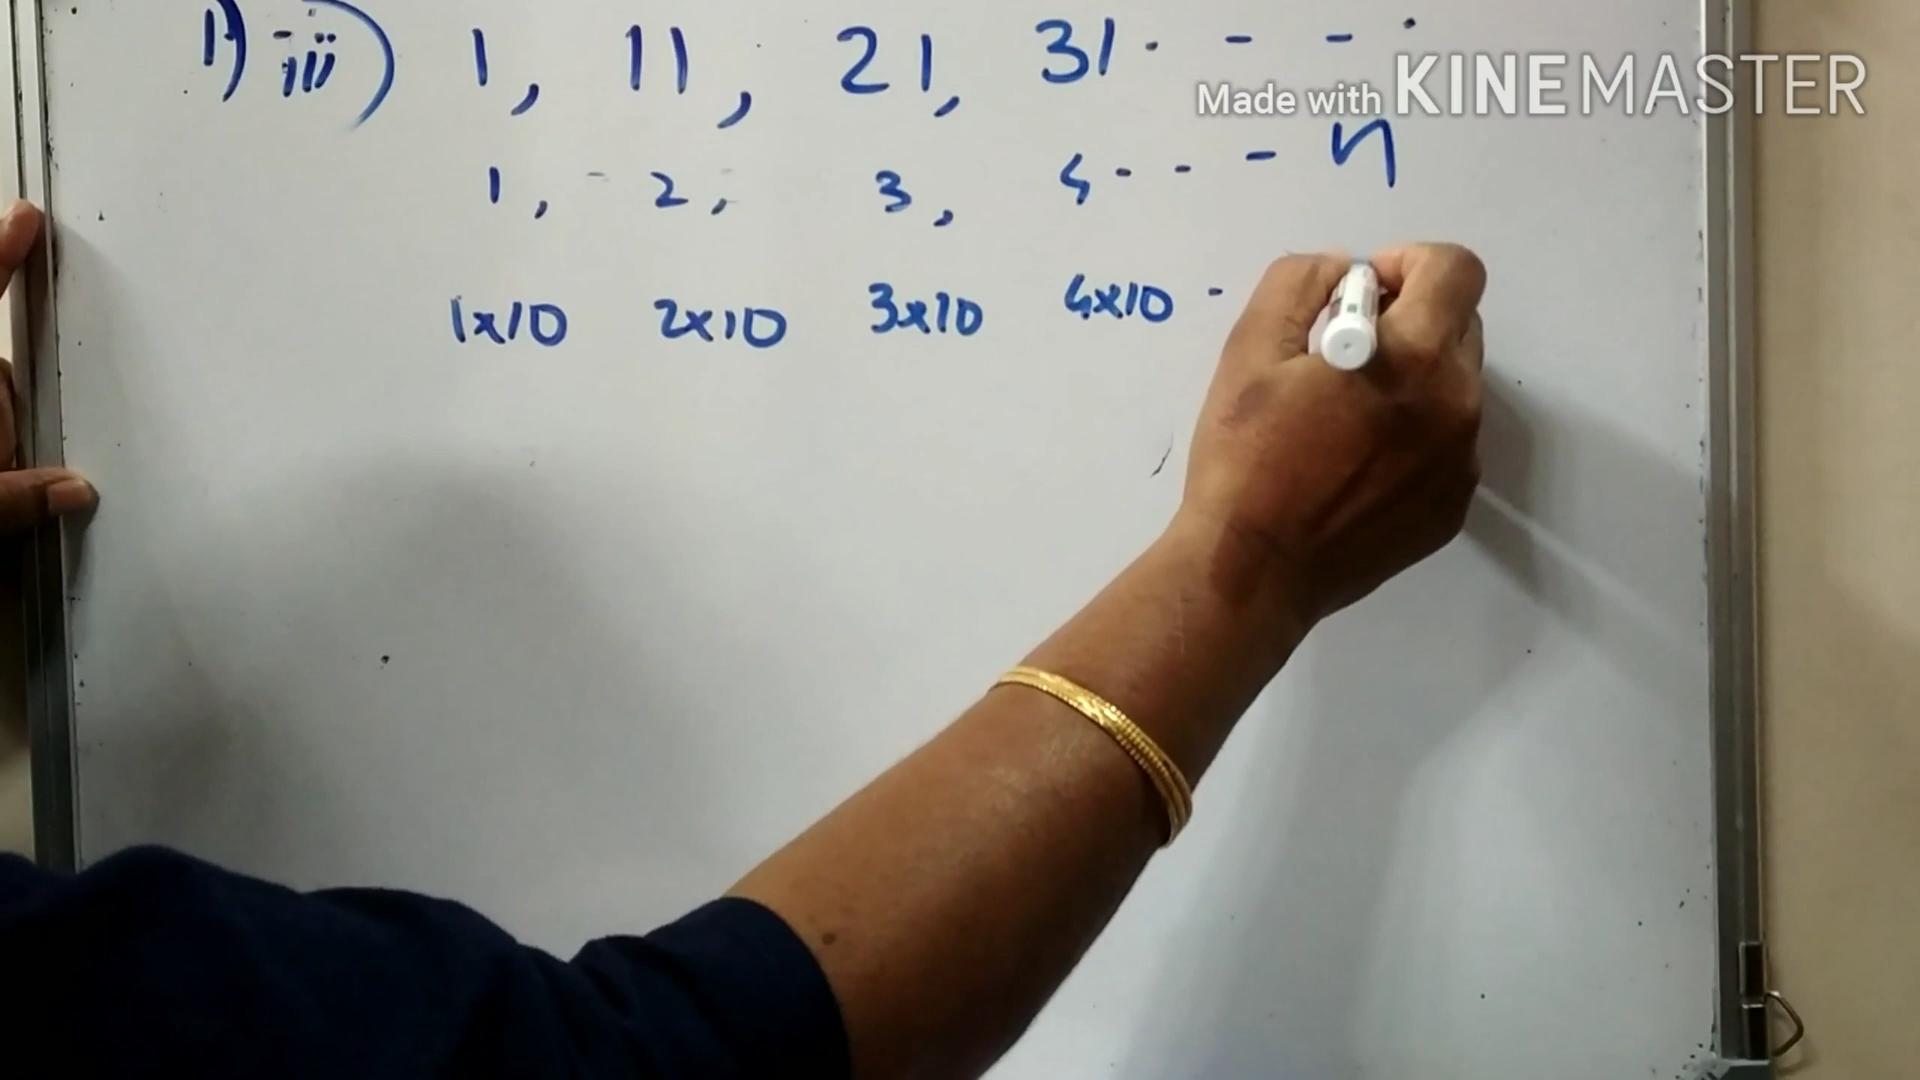 1) iii) 1, 11, 21, 31 - - - -
Made with KINEMASTER
1, 2, 3, 4 - - - n
1x10 2x10 3x10 4x10 -